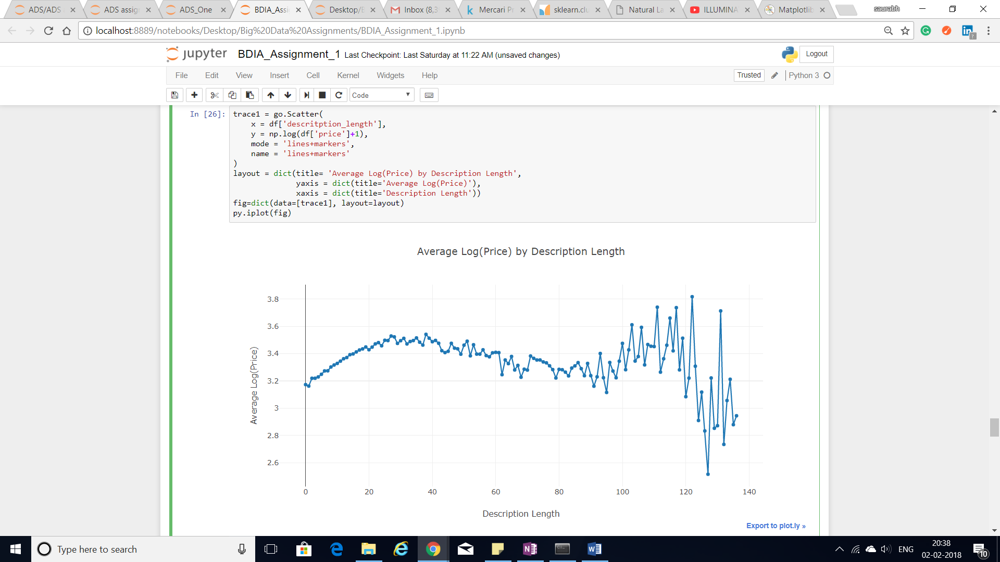 ADS/ADS
ADS assig
ADS_One
BDIA_Assi
Desktop/B
Inbox (8,3
Mercari Pr
sklearn.clu
Natural La
ILLUMINA
Matplotlib
saurabh
localhost:8889/notebooks/Desktop/Big%20Data%20Assignments/BDIA_Assignment_1.ipynb
jupyter BDIA_Assignment_1 Last Checkpoint: Last Saturday at 11:22 AM (unsaved changes)
Logout
File Edit View Insert Cell Kernel Widgets Help
Trusted Python 3
Code
In [26]: trace1 = go.Scatter(
x = df['descritption_length'],
y = np.log(df['price']+1),
mode = 'lines+markers',
name = 'lines+markers'
)
layout = dict(title= 'Average Log(Price) by Description Length',
yaxis = dict(title='Average Log(Price)'),
xaxis = dict(title='Description Length'))
fig=dict(data=[trace1], layout=layout)
py.iplot(fig)
Average Log(Price) by Description Length
3.8
3.6
3.4
3.2
3
2.8
2.6
Average Log(Price)
0 20 40 60 80 100 120 140
Description Length
Export to plot.ly »
Type here to search
ENG
20:38
02-02-2018
10